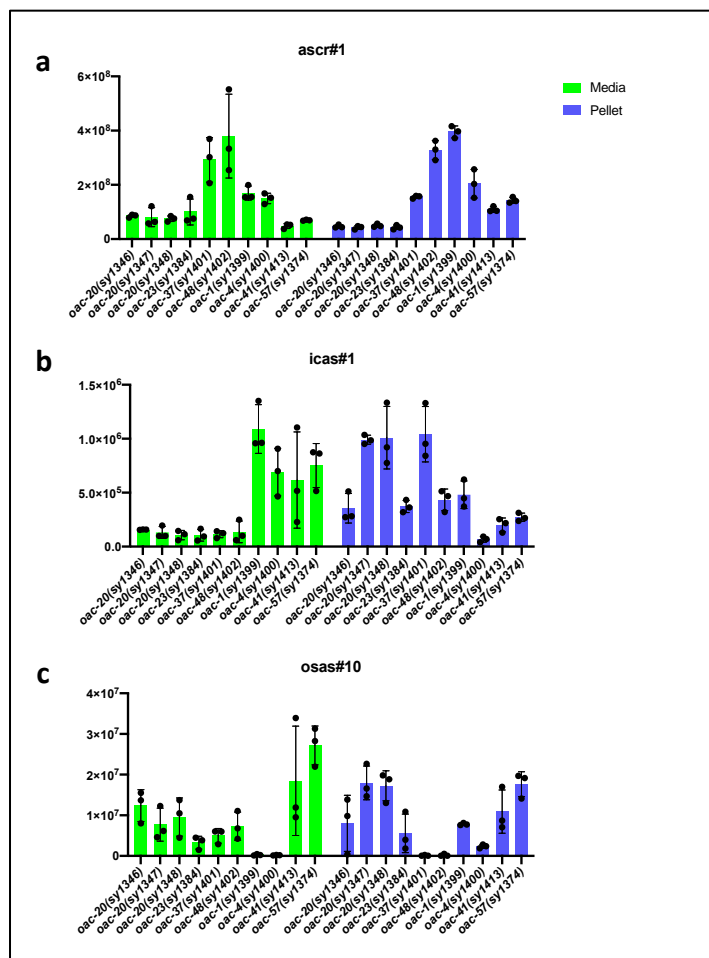 a
ascr#1
6×10⁸
4×10⁸
2×10⁸
0
Media
Pellet
oac-20(sy1346)
oac-20(sy1347)
oac-20(sy1348)
oac-23(sy1384)
oac-37(sy1401)
oac-48(sy1402)
oac-1(sy1399)
oac-4(sy1400)
oac-41(sy1413)
oac-57(sy1374)
oac-20(sy1346)
oac-20(sy1347)
oac-20(sy1348)
oac-23(sy1384)
oac-37(sy1401)
oac-48(sy1402)
oac-1(sy1399)
oac-4(sy1400)
oac-41(sy1413)
oac-57(sy1374)
b
icas#1
1.5×10⁶
1.0×10⁶
5.0×10⁵
0.0
oac-20(sy1346)
oac-20(sy1347)
oac-20(sy1348)
oac-23(sy1384)
oac-37(sy1401)
oac-48(sy1402)
oac-1(sy1399)
oac-4(sy1400)
oac-41(sy1413)
oac-57(sy1374)
oac-20(sy1346)
oac-20(sy1347)
oac-20(sy1348)
oac-23(sy1384)
oac-37(sy1401)
oac-48(sy1402)
oac-1(sy1399)
oac-4(sy1400)
oac-41(sy1413)
oac-57(sy1374)
c
osas#10
4×10⁷
3×10⁷
2×10⁷
1×10⁷
0
oac-20(sy1346)
oac-20(sy1347)
oac-20(sy1348)
oac-23(sy1384)
oac-37(sy1401)
oac-48(sy1402)
oac-1(sy1399)
oac-4(sy1400)
oac-41(sy1413)
oac-57(sy1374)
oac-20(sy1346)
oac-20(sy1347)
oac-20(sy1348)
oac-23(sy1384)
oac-37(sy1401)
oac-48(sy1402)
oac-1(sy1399)
oac-4(sy1400)
oac-41(sy1413)
oac-57(sy1374)